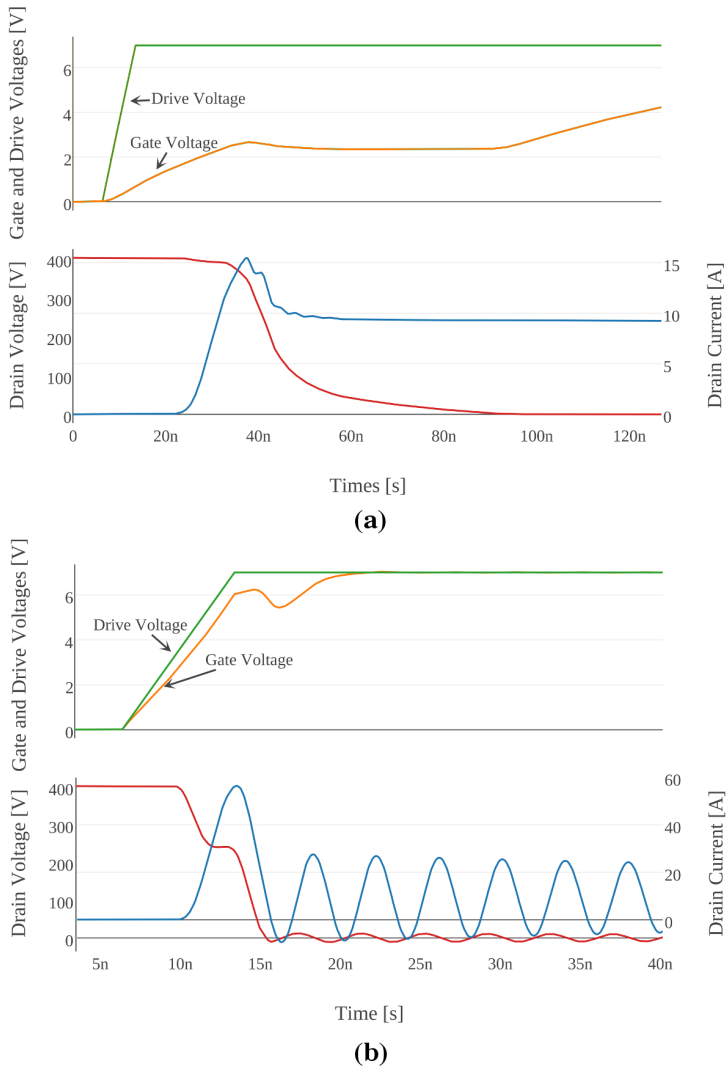 Gate and Drive Voltages [V]
6
4
2
0
Drive Voltage
Gate Voltage
Drain Voltage [V]
400
300
200
100
0
15
10
5
0
Drain Current [A]
0
20n
40n
60n
80n
100n
120n
Times [s]
(a)
Gate and Drive Voltages [V]
6
4
2
0
Drive Voltage
Gate Voltage
Drain Voltage [V]
400
300
200
100
0
60
40
20
0
Drain Current [A]
5n
10n
15n
20n
25n
30n
35n
40n
Time [s]
(b)